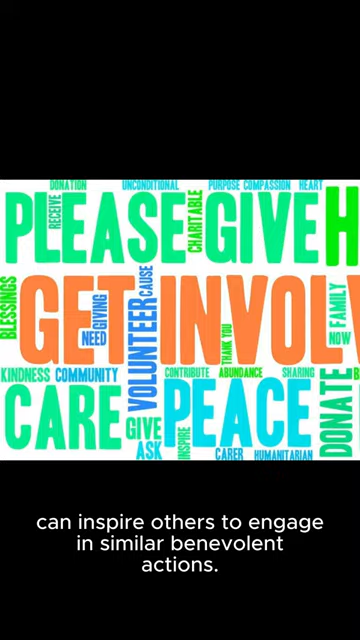 DONATION UNCONDITIONAL PURPOSE COMPASSION HEART
RECEIVE
PLEASE
CHARITABLE
GIVE
BLESSINGS
GET
NEED
GIVING
VOLUNTEER
CAUSE
THANK YOU
NOW
FAMILY
KINDNESS COMMUNITY CONTRIBUTE ABUNDANCE SHARING
CARE
GIVE
ASK
INSPIRE
PEACE
CARER HUMANITARIAN
DONATE
can inspire others to engage
in similar benevolent
actions.